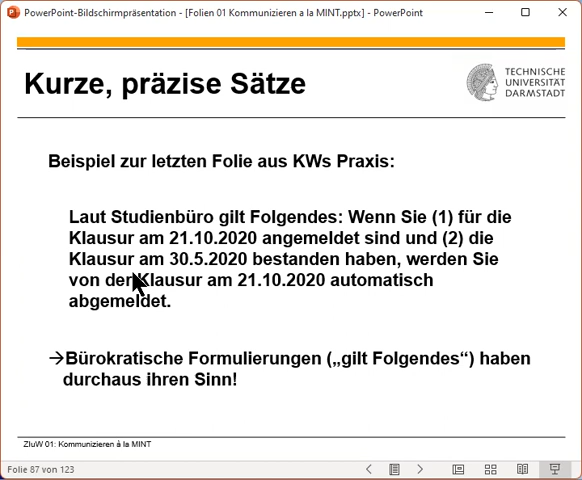 PowerPoint-Bildschirmpräsentation - [Folien 01 Kommunizieren a la MINT.pptx] - PowerPoint
Kurze, präzise Sätze
TECHNISCHE
UNIVERSITÄT
DARMSTADT
Beispiel zur letzten Folie aus KWs Praxis:
Laut Studienbüro gilt Folgendes: Wenn Sie (1) für die
Klausur am 21.10.2020 angemeldet sind und (2) die
Klausur am 30.5.2020 bestanden haben, werden Sie
von der Klausur am 21.10.2020 automatisch
abgemeldet.
→Bürokratische Formulierungen („gilt Folgendes“) haben
durchaus ihren Sinn!
ZIuW 01: Kommunizieren à la MINT
Folie 87 von 123